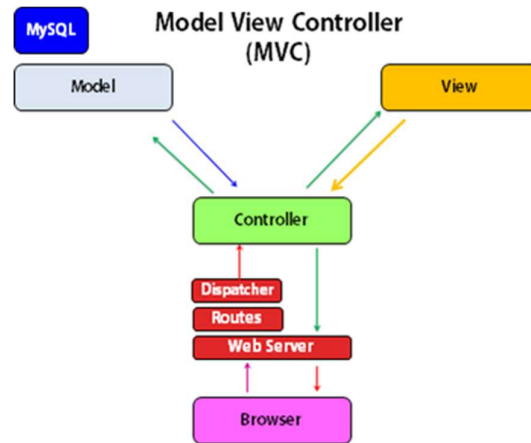 MySQL
Model View Controller
(MVC)
Model
View
Controller
Dispatcher
Routes
Web Server
Browser